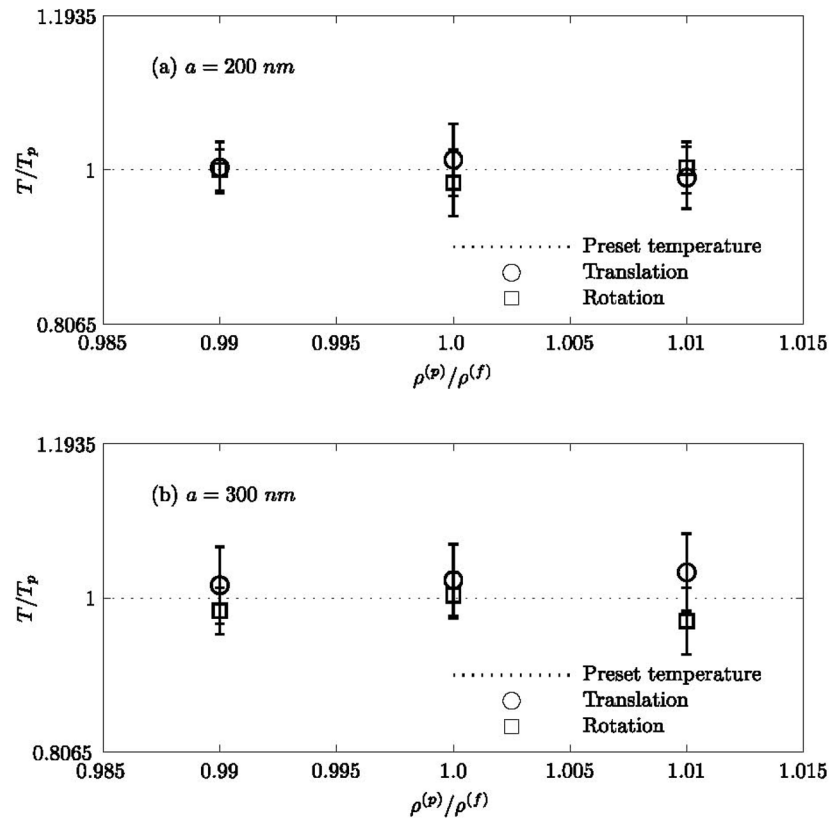 1.1935
(a) a = 200 nm
T/Tₚ
1
Preset temperature
Translation
Rotation
0.8065
0.985 0.99 0.995 1.0 1.005 1.01 1.015
ρ⁽ᵖ⁾/ρ⁽ᶠ⁾
1.1935
(b) a = 300 nm
T/Tₚ
1
Preset temperature
Translation
Rotation
0.8065
0.985 0.99 0.995 1.0 1.005 1.01 1.015
ρ⁽ᵖ⁾/ρ⁽ᶠ⁾